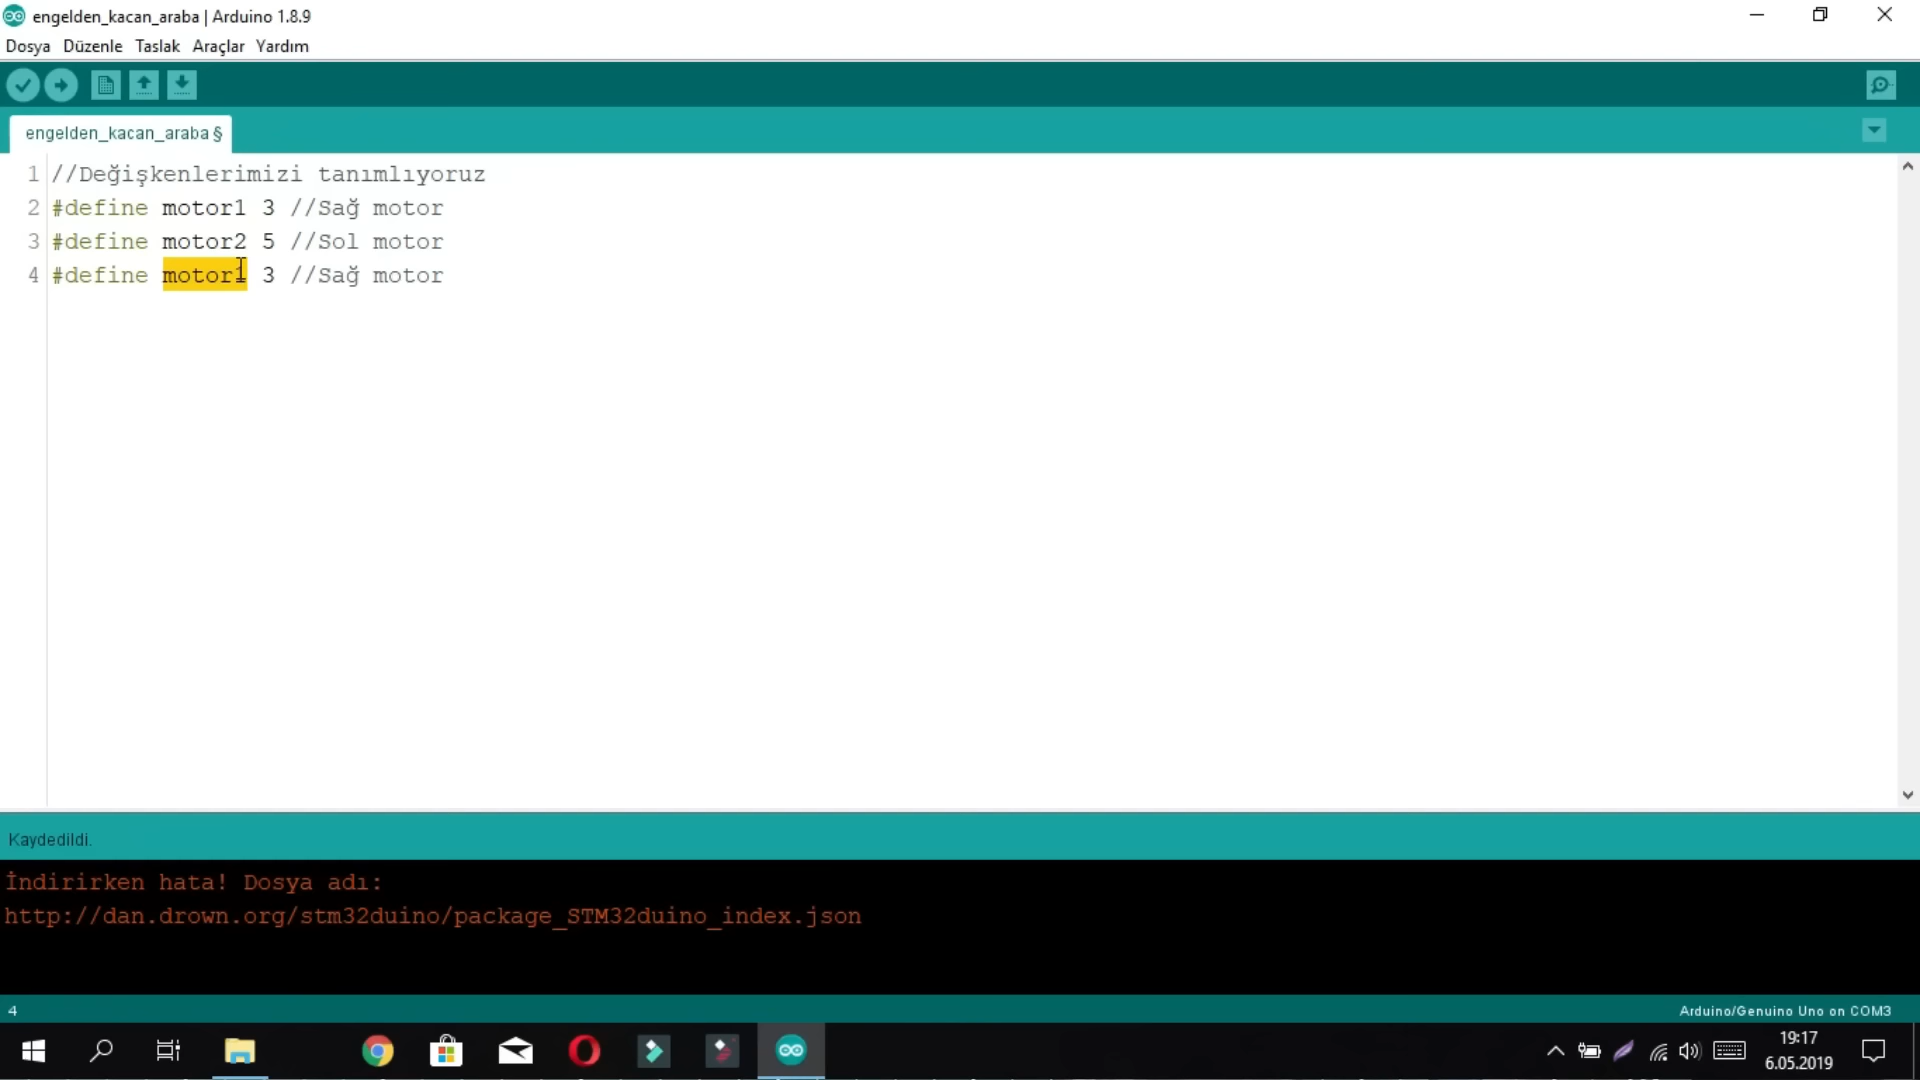 engelden_kacan_araba | Arduino 1.8.9
Dosya Düzenle Taslak Araçlar Yardım
engelden_kacan_araba §
1 //Değişkenlerimizi tanımlıyoruz
2 #define motor1 3 //Sağ motor
3 #define motor2 5 //Sol motor
4 #define motor1 3 //Sağ motor
Kaydedildi.
İndirirken hata! Dosya adı:
http://dan.drown.org/stm32duino/package_STM32duino_index.json
4
Arduino/Genuino Uno on COM3
19:17
6.05.2019